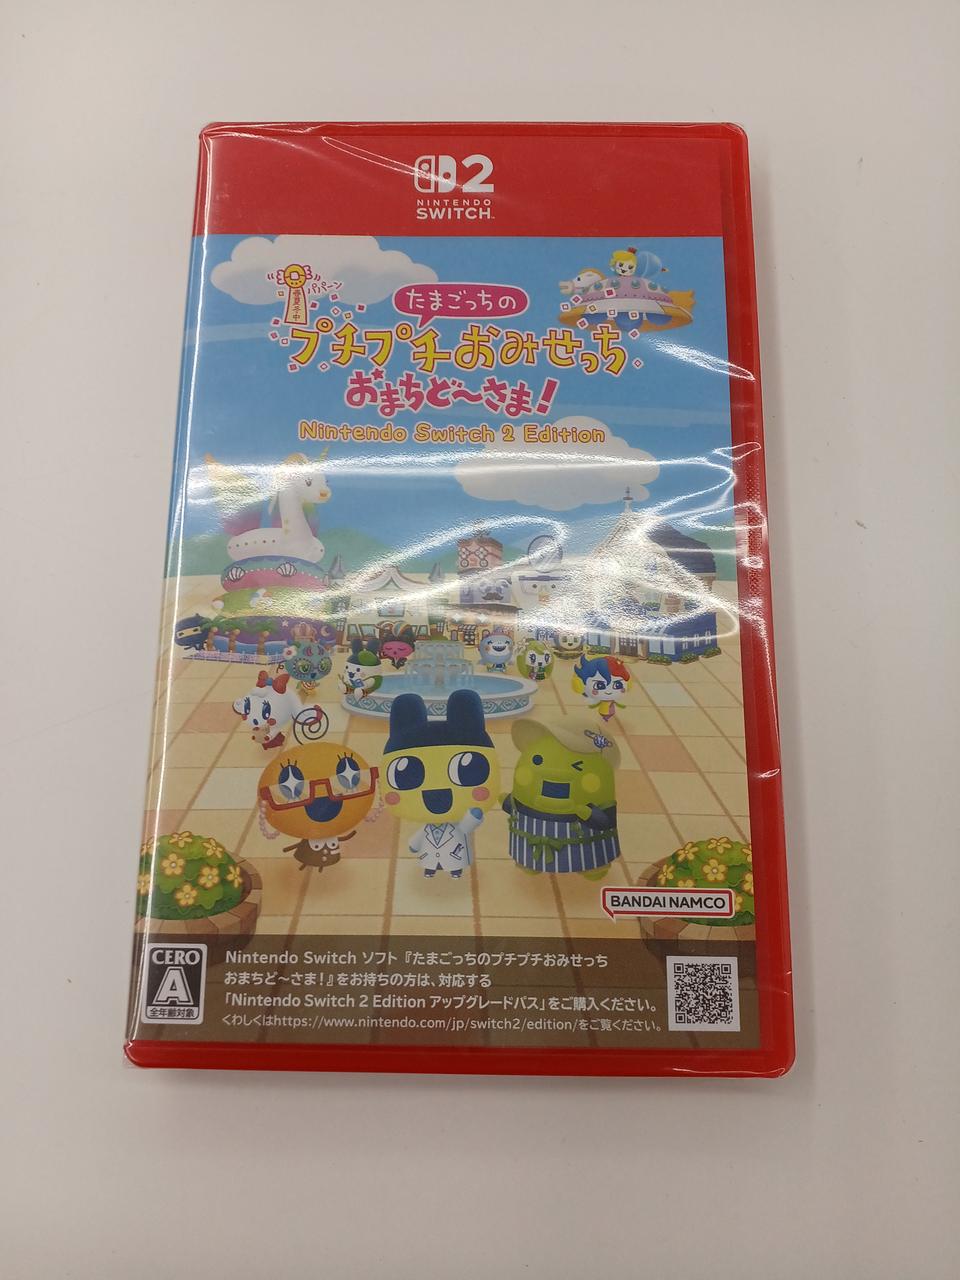 2
NINTENDO
SWITCH
パパーン
たまごっちの
プチプチおみせっち
おまちど〜さま!
Nintendo Switch 2 Edition
BANDAI NAMCO
CERO
A
全年齢対象
Nintendo Switch ソフト『たまごっちのプチプチおみせっち
おまちど〜さま!』をお持ちの方は、対応する
「Nintendo Switch 2 Edition アップグレードパス」をご購入ください。
くわしくはhttps://www.nintendo.com/jp/switch2/edition/をご覧ください。